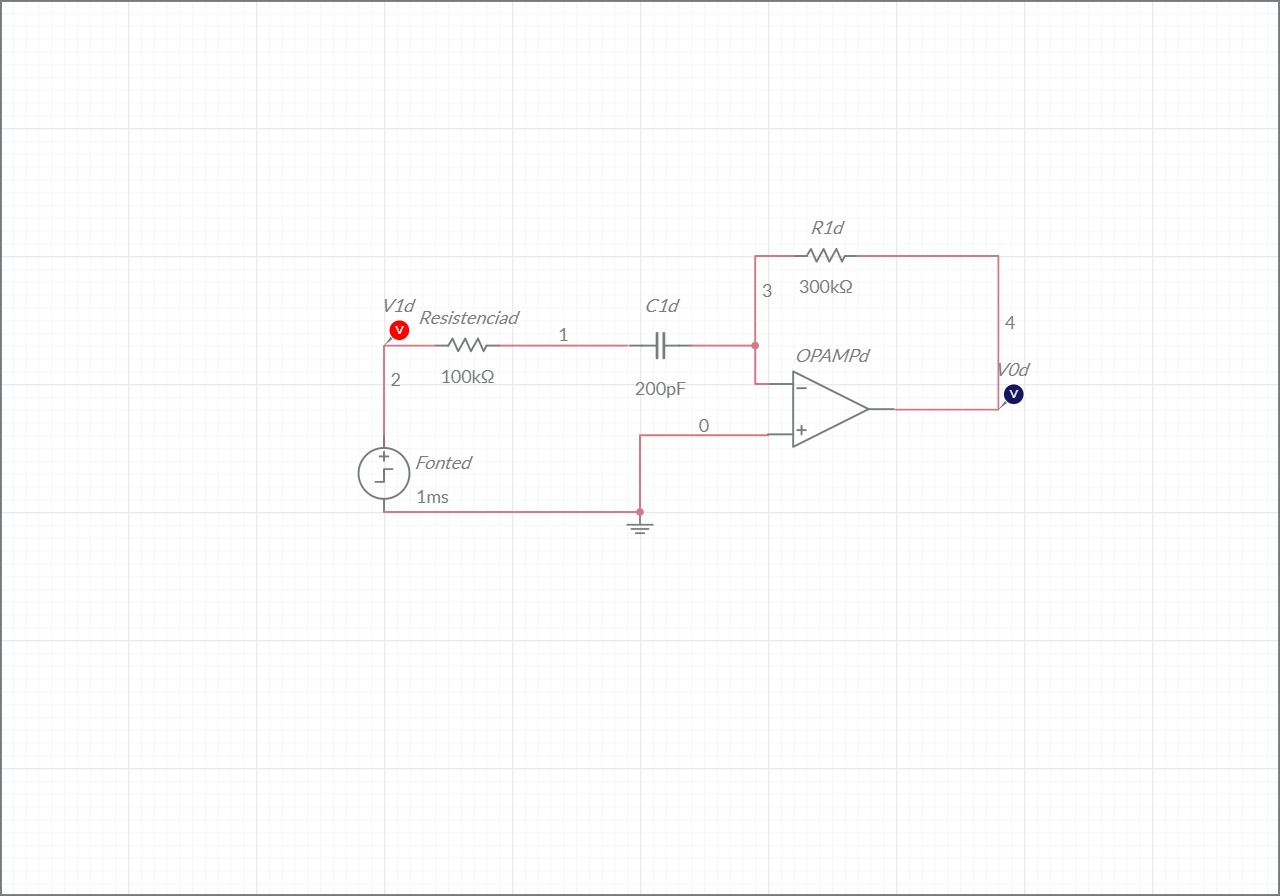 R1d
3
300kΩ
V1d
V
Resistenciad
1
C1d
4
2
100kΩ
200pF
OPAMPd
V0d
V
−
0
+
+
Fonted
1ms